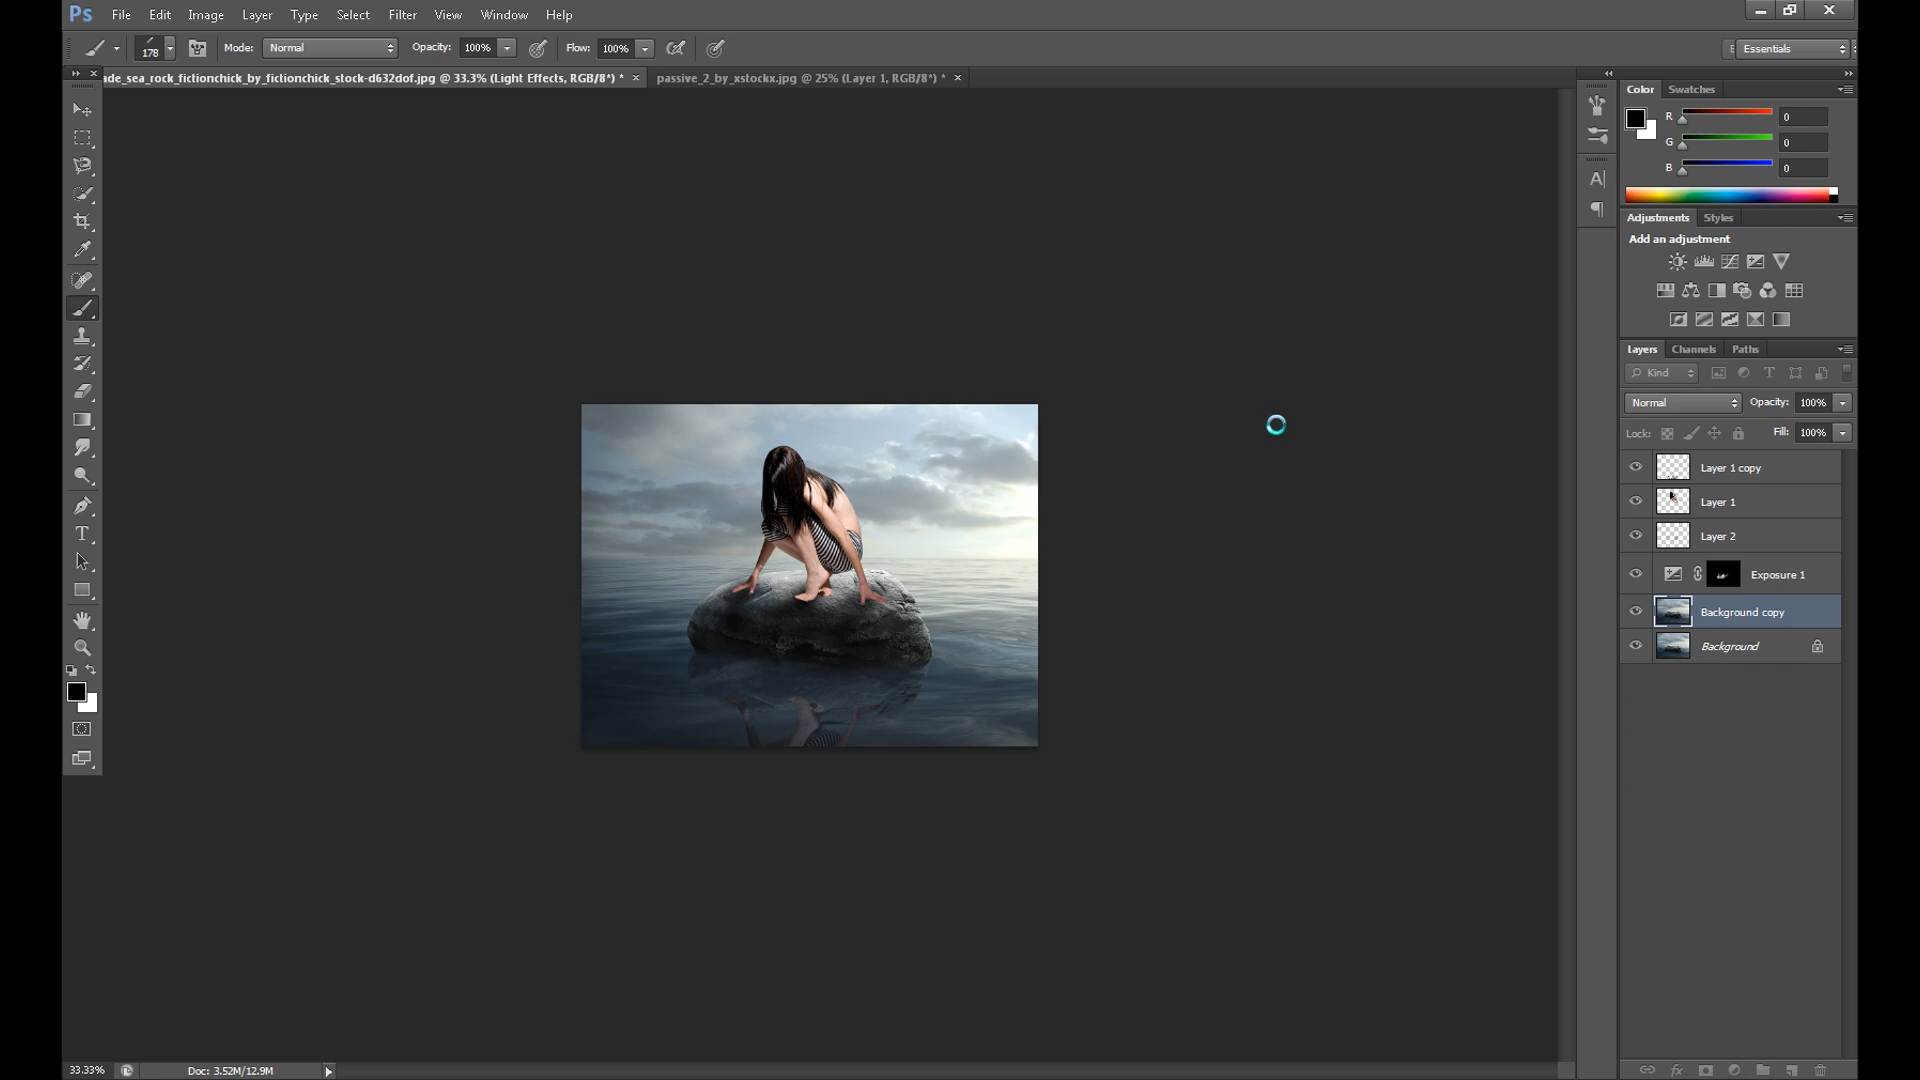 Ps File Edit Image Layer Type Select Filter View Window Help
178 Mode: Normal Opacity: 100% Flow: 100% Essentials
ade_sea_rock_fictionchick_by_fictionchick_stock-d632dof.jpg @ 33.3% (Light Effects, RGB/8*) * passive_2_by_xstockx.jpg @ 25% (Layer 1, RGB/8*) *
Color Swatches
R 0
G 0
B 0
Adjustments Styles
Add an adjustment
Layers Channels Paths
Kind
Normal Opacity: 100%
Lock: Fill: 100%
Layer 1 copy
Layer 1
Layer 2
Exposure 1
Background copy
Background
33.33% Doc: 3.52M/12.9M